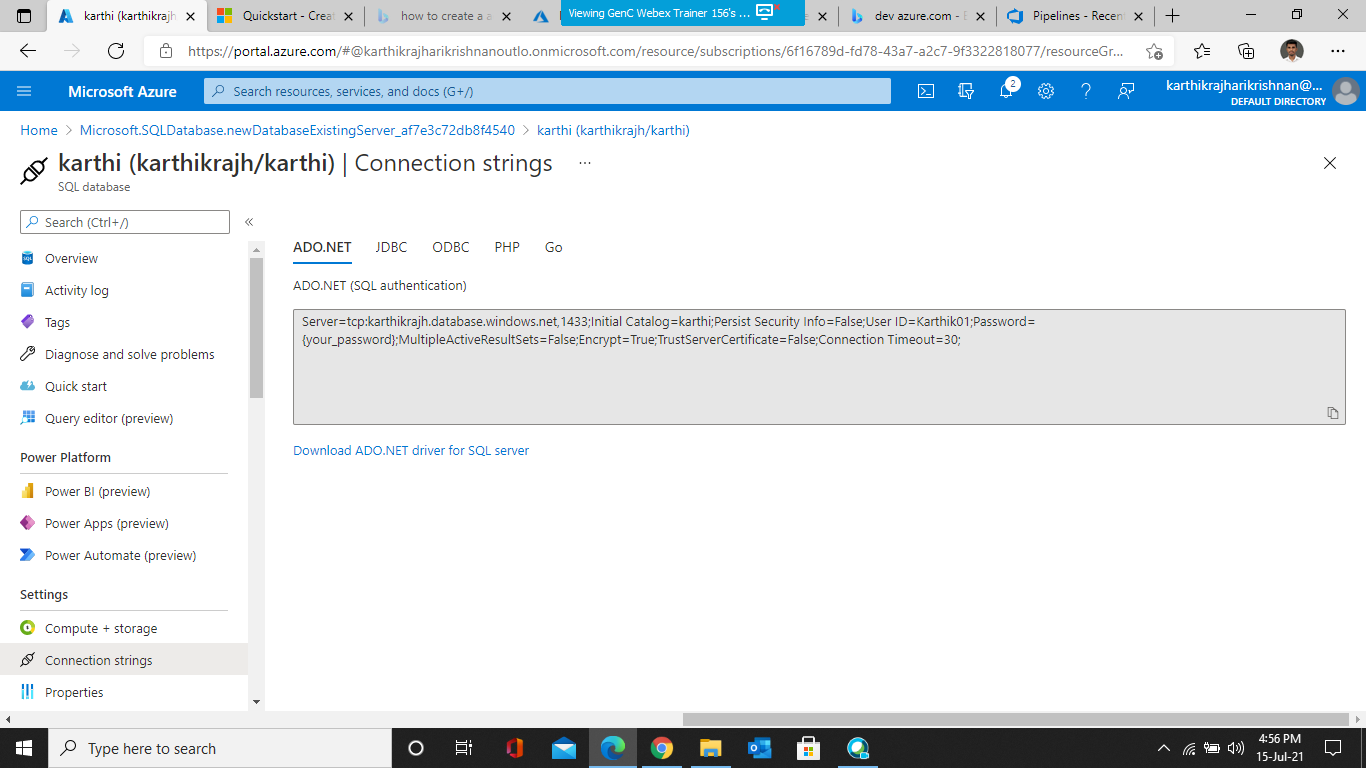 karthi (karthikrajh
Quickstart - Crea
how to create a a
Viewing GenC Webex Trainer 156's ...
dev azure.com -
Pipelines - Recen
https://portal.azure.com/#@karthikrajharikrishnanoutlo.onmicrosoft.com/resource/subscriptions/6f16789d-fd78-43a7-a2c7-9f3322818077/resourceGr...
Microsoft Azure
Search resources, services, and docs (G+/)
2
karthikrajharikrishnan@...
DEFAULT DIRECTORY
Home > Microsoft.SQLDatabase.newDatabaseExistingServer_af7e3c72db8f4540 > karthi (karthikrajh/karthi)
karthi (karthikrajh/karthi) | Connection strings ...
SQL database
Search (Ctrl+/)
«
Overview
Activity log
Tags
Diagnose and solve problems
Quick start
Query editor (preview)
Power Platform
Power BI (preview)
Power Apps (preview)
Power Automate (preview)
Settings
Compute + storage
Connection strings
Properties
ADO.NET JDBC ODBC PHP Go
ADO.NET (SQL authentication)
Server=tcp:karthikrajh.database.windows.net,1433;Initial Catalog=karthi;Persist Security Info=False;User ID=Karthik01;Password=
{your_password};MultipleActiveResultSets=False;Encrypt=True;TrustServerCertificate=False;Connection Timeout=30;
Download ADO.NET driver for SQL server
Type here to search
4:56 PM
15-Jul-21